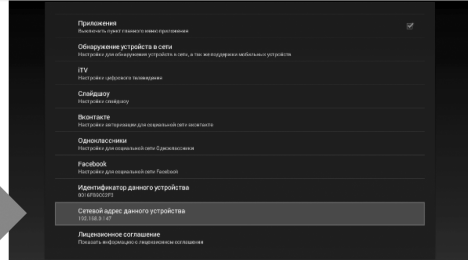 Приложения
Выключить пункт главного меню приложения
Обнаружение устройств в сети
Настройки для обнаружения устройств в сети, а так же поддержка мобильных устройств
iTV
Настройки цифрового телевидения
Слайдшоу
Настройки слайдшоу
Вконтакте
Настройки авторизации для социальной сети вконтакте
Одноклассники
Настройки для социальной сети Одноклассники
Facebook
Настройки для социальной сети Facebook
Идентификатор данного устройства
Сетевой адрес данного устройства
Лицензионное соглашение
Показать информацию о лицензионном соглашении